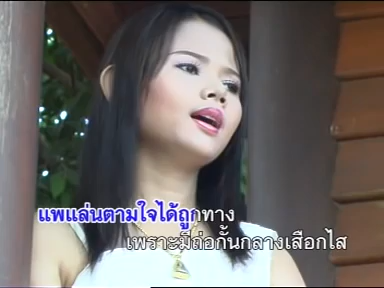 แพแล่นตามใจได้ถูกทาง
เพราะมีถ่อกั้นกลางเสือกไส